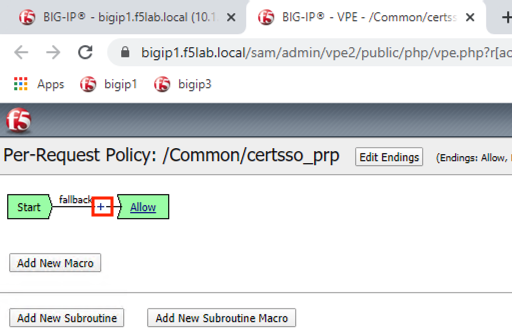 BIG-IP® - bigip1.f5lab.local (10.1
BIG-IP® - VPE - /Common/certsso
bigip1.f5lab.local/sam/admin/vpe2/public/php/vpe.php?r[ac
Apps bigip1 bigip3
f5
Per-Request Policy: /Common/certsso_prp Edit Endings (Endings: Allow,
Start fallback + Allow
Add New Macro
Add New Subroutine Add New Subroutine Macro